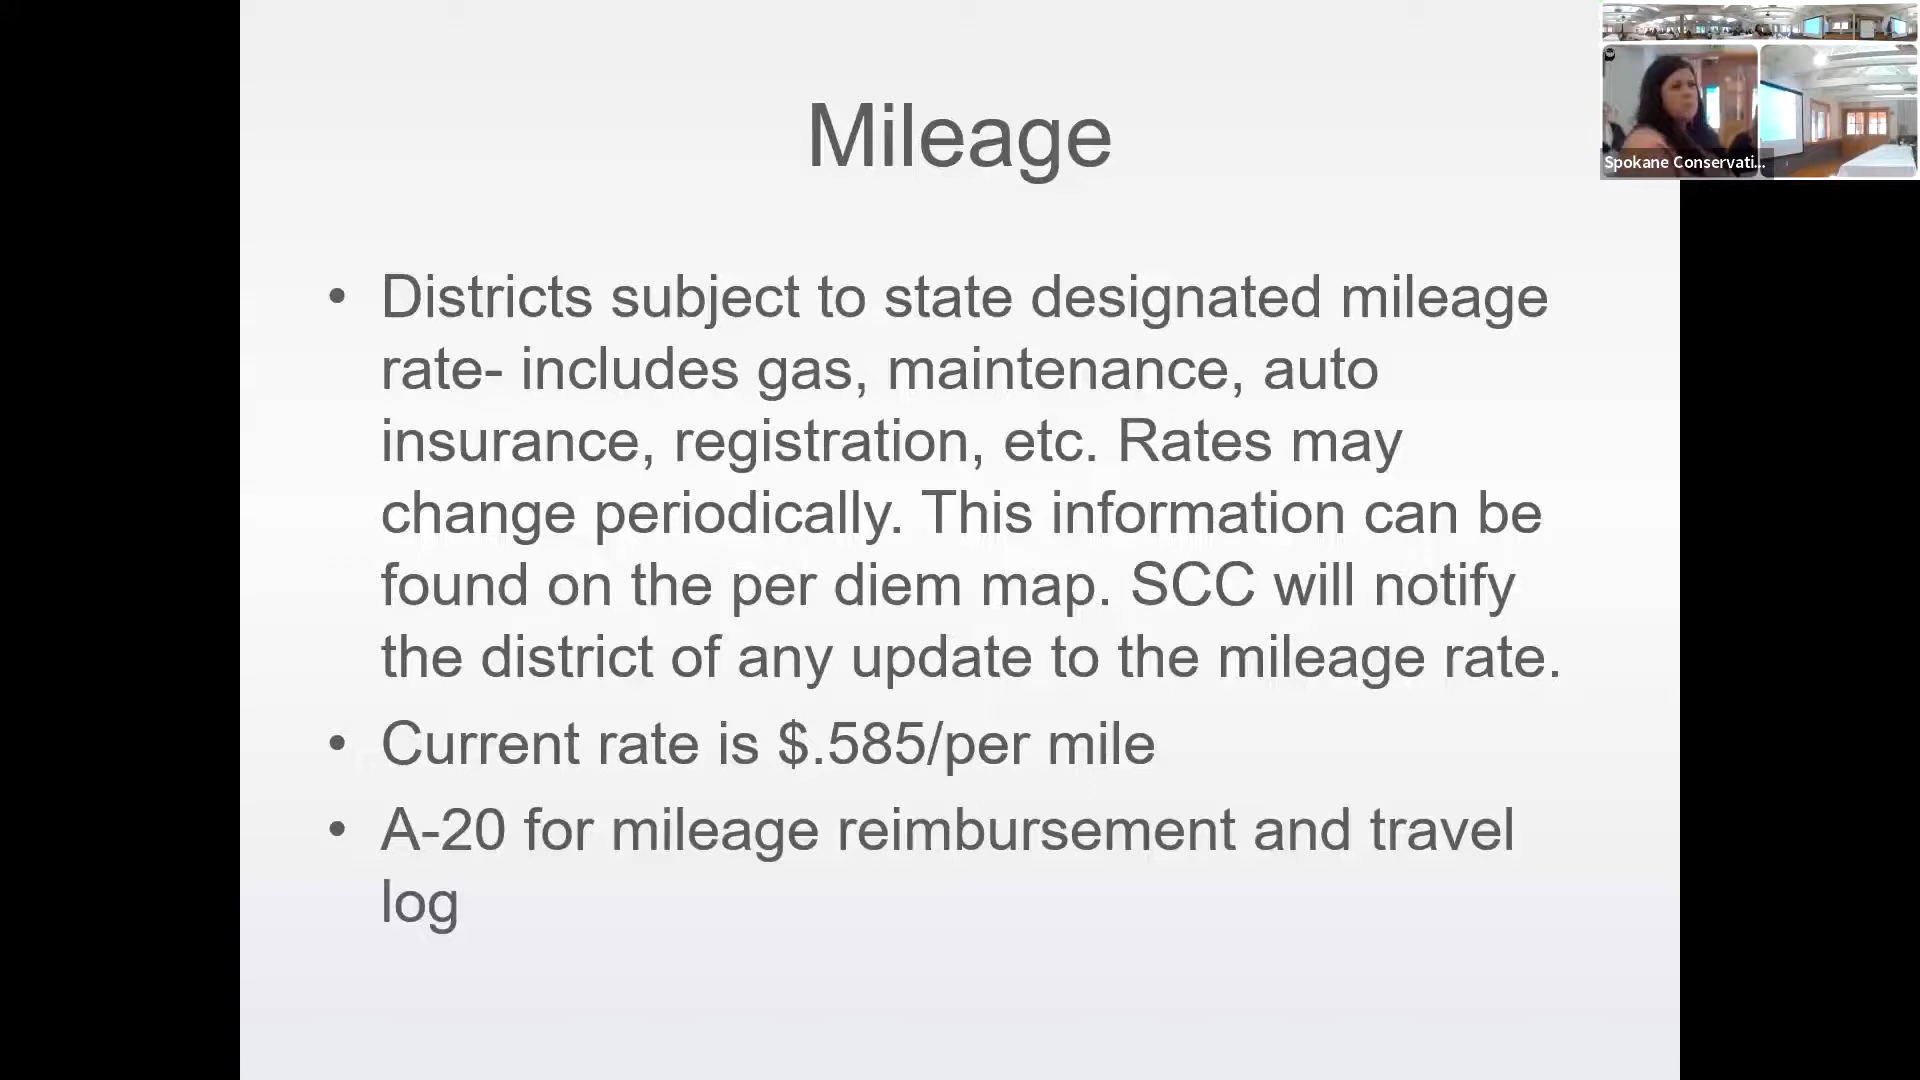 Mileage
• Districts subject to state designated mileage
rate- includes gas, maintenance, auto
insurance, registration, etc. Rates may
change periodically. This information can be
found on the per diem map. SCC will notify
the district of any update to the mileage rate.
• Current rate is $.585/per mile
• A-20 for mileage reimbursement and travel
log
Spokane Conservati...